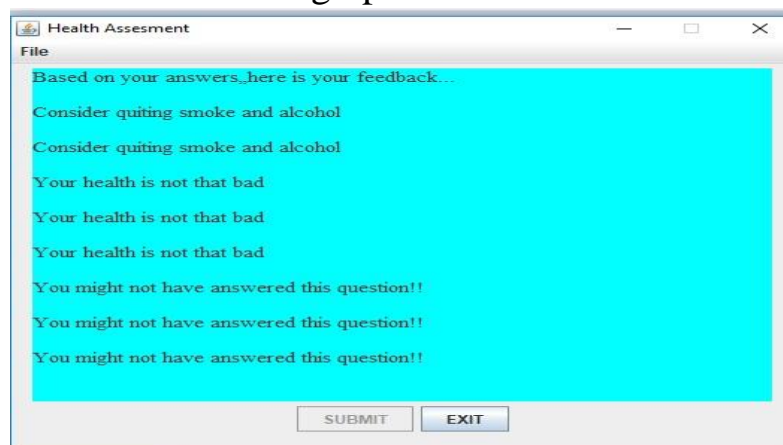 Health Assesment
File
Based on your answers,,here is your feedback...
Consider quiting smoke and alcohol
Consider quiting smoke and alcohol
Your health is not that bad
Your health is not that bad
Your health is not that bad
You might not have answered this question!!
You might not have answered this question!!
You might not have answered this question!!
SUBMIT EXIT